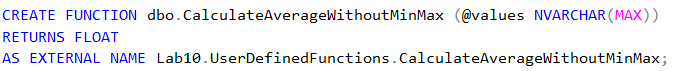 CREATE FUNCTION dbo.CalculateAverageWithoutMinMax (@values NVARCHAR(MAX))
RETURNS FLOAT
AS EXTERNAL NAME Lab10.UserDefinedFunctions.CalculateAverageWithoutMinMax;